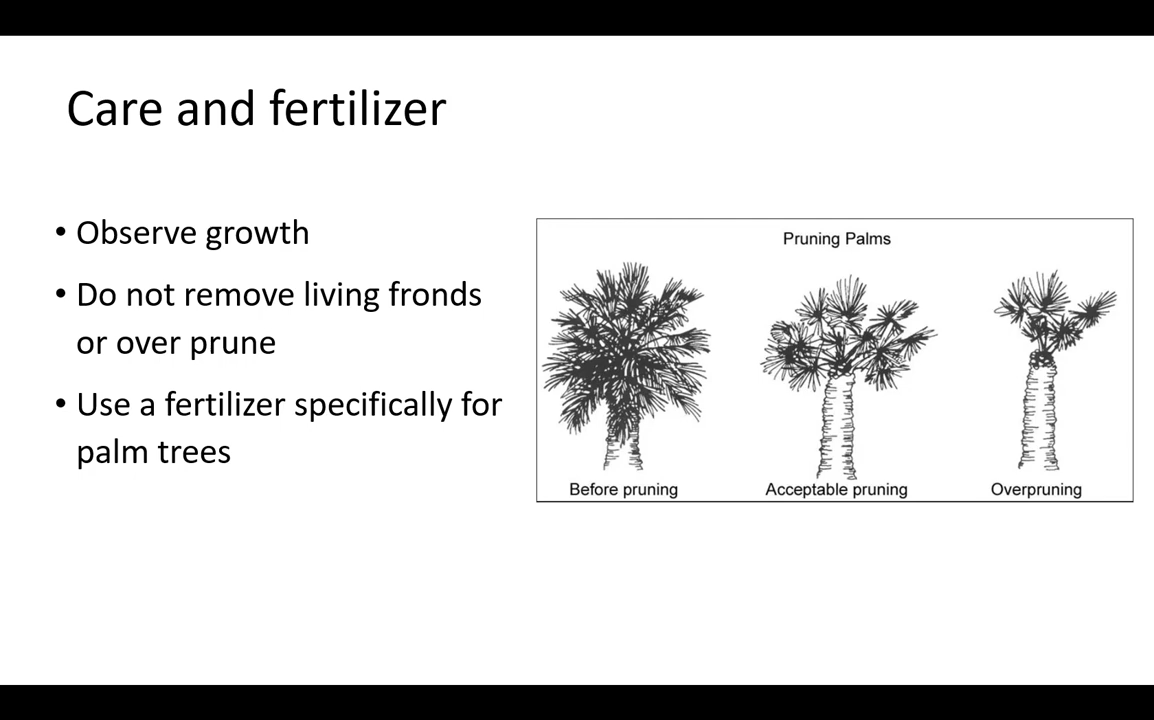 Care and fertilizer
• Observe growth
• Do not remove living fronds
or over prune
• Use a fertilizer specifically for
palm trees
Pruning Palms
Before pruning
Acceptable pruning
Overpruning